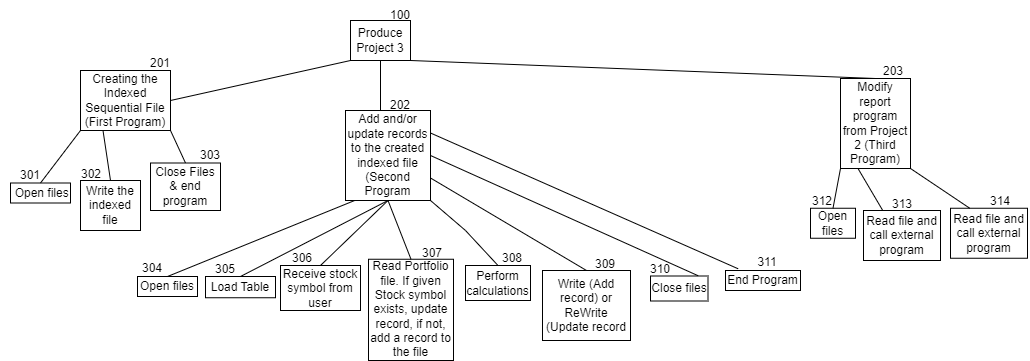 100
Produce
Project 3
201
Creating the
Indexed
Sequential File
(First Program)
202
Add and/or
update records
to the created
indexed file
(Second
Program
203
Modify
report
program
from Project
2 (Third
Program)
301
Open files
302
Write the
indexed
file
303
Close Files
& end
program
304
Open files
305
Load Table
306
Receive stock
symbol from
user
307
Read Portfolio
file. If given
Stock symbol
exists, update
record, if not,
add a record to
the file
308
Perform
calculations
309
Write (Add
record) or
ReWrite
(Update record
310
Close files
311
End Program
312
Open
files
313
Read file and
call external
program
314
Read file and
call external
program